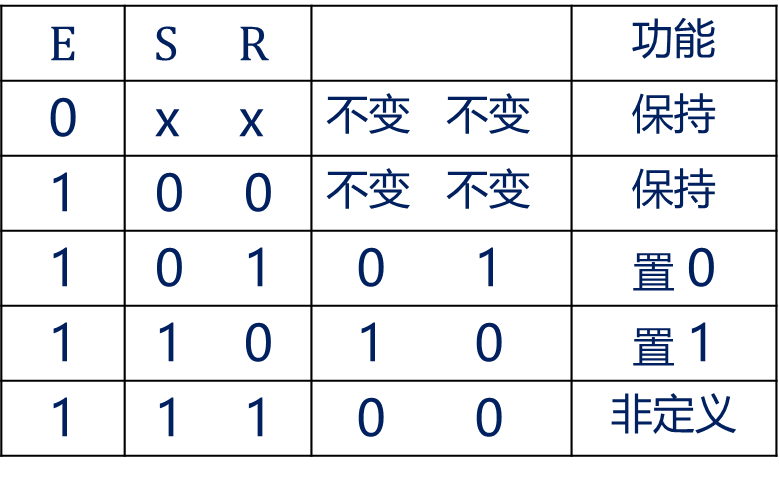 E S R 功能
0 x x 不变 不变 保持
1 0 0 不变 不变 保持
1 0 1 0 1 置 0
1 1 0 1 0 置 1
1 1 1 0 0 非定义